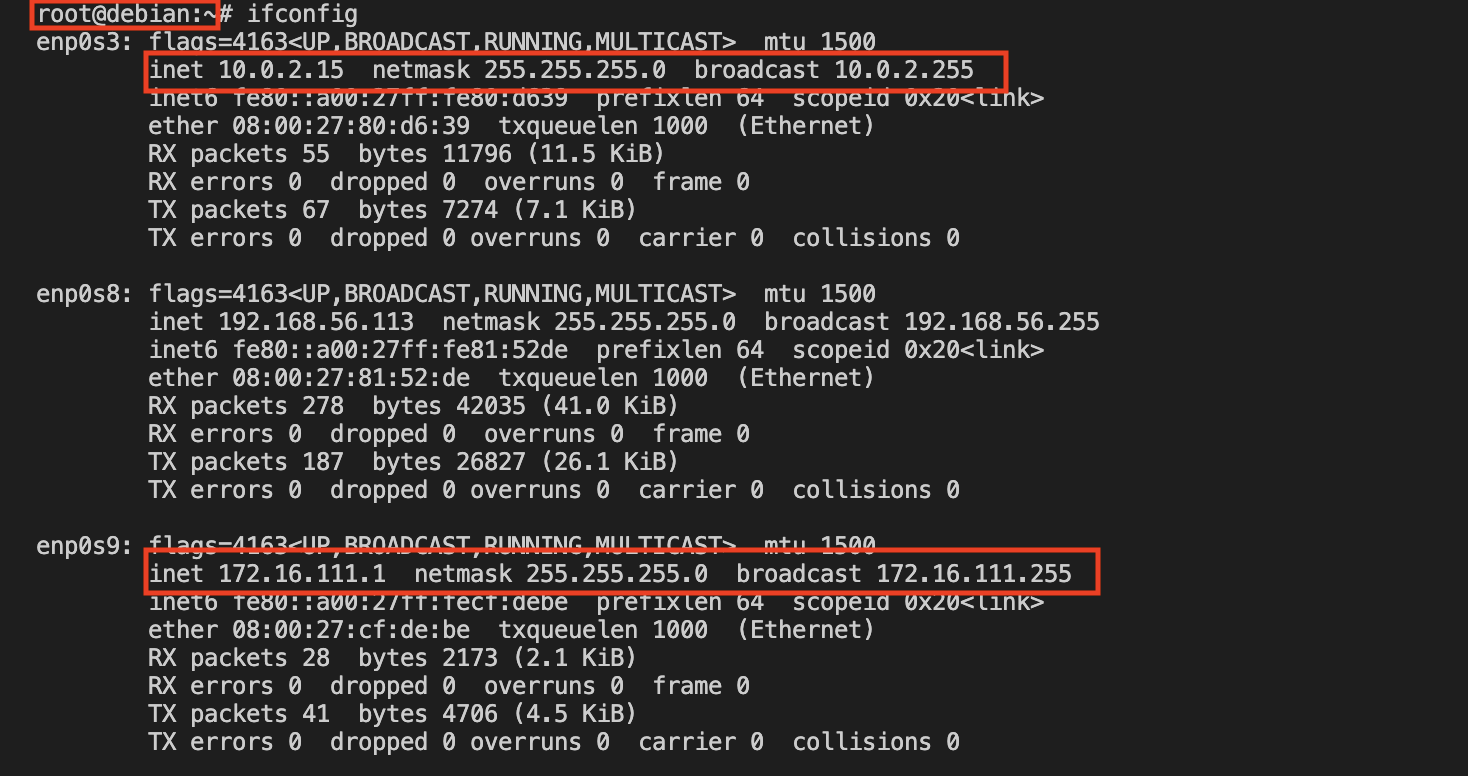 root@debian:~# ifconfig
enp0s3: flags=4163<UP,BROADCAST,RUNNING,MULTICAST>  mtu 1500
        inet 10.0.2.15  netmask 255.255.255.0  broadcast 10.0.2.255
        inet6 fe80::a00:27ff:fe80:d639  prefixlen 64  scopeid 0x20<link>
        ether 08:00:27:80:d6:39  txqueuelen 1000  (Ethernet)
        RX packets 55  bytes 11796 (11.5 KiB)
        RX errors 0  dropped 0  overruns 0  frame 0
        TX packets 67  bytes 7274 (7.1 KiB)
        TX errors 0  dropped 0 overruns 0  carrier 0  collisions 0

enp0s8: flags=4163<UP,BROADCAST,RUNNING,MULTICAST>  mtu 1500
        inet 192.168.56.113  netmask 255.255.255.0  broadcast 192.168.56.255
        inet6 fe80::a00:27ff:fe81:52de  prefixlen 64  scopeid 0x20<link>
        ether 08:00:27:81:52:de  txqueuelen 1000  (Ethernet)
        RX packets 278  bytes 42035 (41.0 KiB)
        RX errors 0  dropped 0  overruns 0  frame 0
        TX packets 187  bytes 26827 (26.1 KiB)
        TX errors 0  dropped 0 overruns 0  carrier 0  collisions 0

enp0s9: flags=4163<UP,BROADCAST,RUNNING,MULTICAST>  mtu 1500
        inet 172.16.111.1  netmask 255.255.255.0  broadcast 172.16.111.255
        inet6 fe80::a00:27ff:fecf:debe  prefixlen 64  scopeid 0x20<link>
        ether 08:00:27:cf:de:be  txqueuelen 1000  (Ethernet)
        RX packets 28  bytes 2173 (2.1 KiB)
        RX errors 0  dropped 0  overruns 0  frame 0
        TX packets 41  bytes 4706 (4.5 KiB)
        TX errors 0  dropped 0 overruns 0  carrier 0  collisions 0